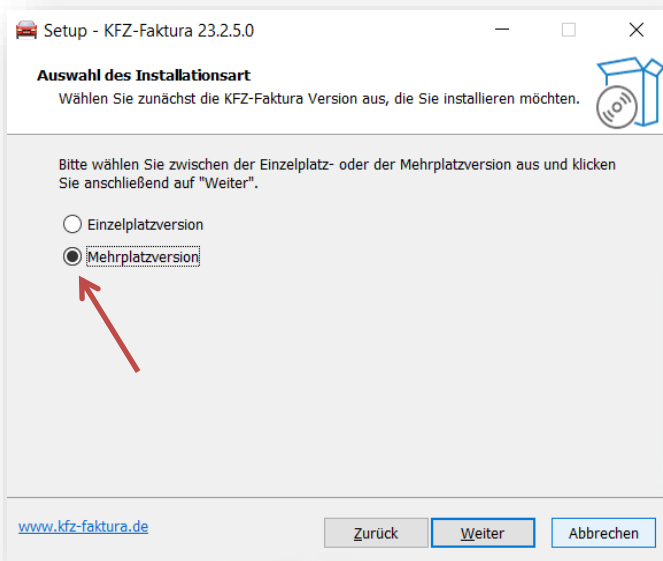 Setup - KFZ-Faktura 23.2.5.0
Auswahl des Installationsart
Wählen Sie zunächst die KFZ-Faktura Version aus, die Sie installieren möchten.
Bitte wählen Sie zwischen der Einzelplatz- oder der Mehrplatzversion aus und klicken
Sie anschließend auf "Weiter".
Einzelplatzversion
Mehrplatzversion
www.kfz-faktura.de
Zurück
Weiter
Abbrechen